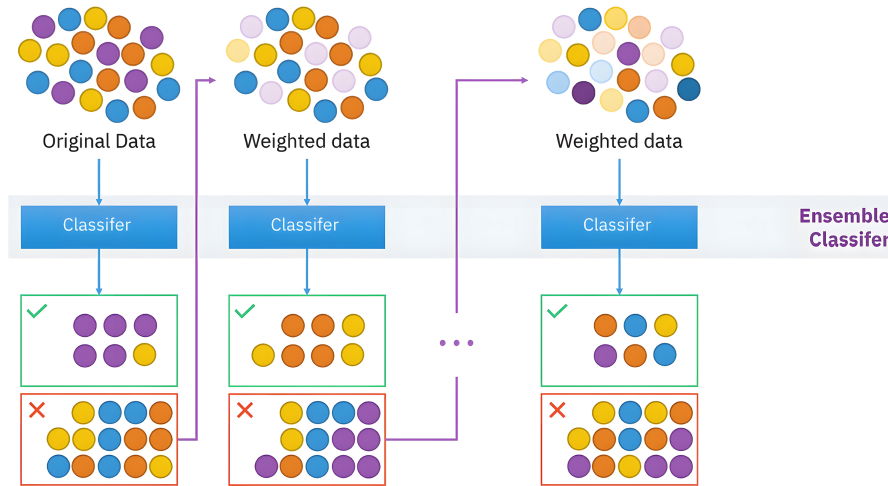 Original Data
Weighted data
Weighted data
Classifer
Classifer
Classifer
Ensemble
Classifer